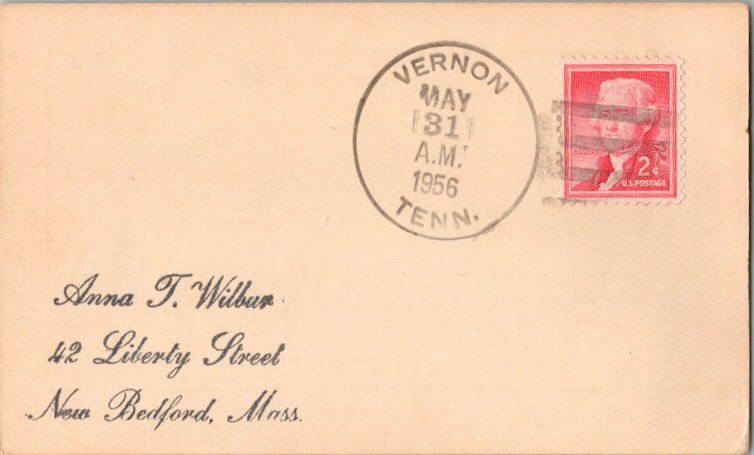 VERNON
MAY
31
A.M.
1956
TENN.
2¢
U.S. POSTAGE
Anna T. Wilbur
42 Liberty Street
New Bedford, Mass.